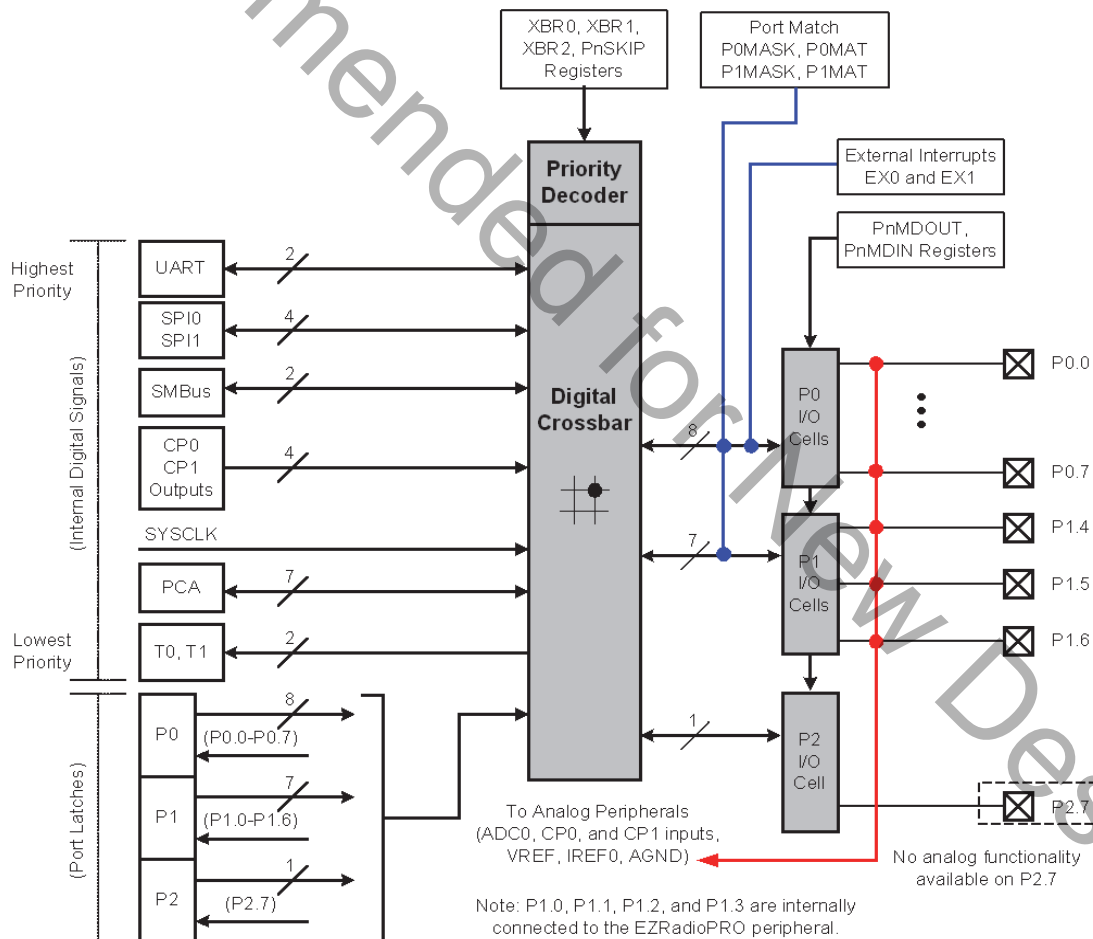 XBR0, XBR1,
XBR2, PnSKIP
Registers
Port Match
P0MASK, P0MAT
P1MASK, P1MAT
External Interrupts
EX0 and EX1
PnMDOUT,
PnMDIN Registers
Priority
Decoder
Digital
Crossbar
Highest
Priority
(Internal Digital Signals)
Lowest
Priority
(Port Latches)
UART
2
SPI0
SPI1
4
SMBus
2
CP0
CP1
Outputs
4
SYSCLK
PCA
7
T0, T1
2
P0
8
(P0.0-P0.7)
P1
7
(P1.0-P1.6)
P2
1
(P2.7)
8
7
1
P0
I/O
Cells
P1
I/O
Cells
P2
I/O
Cell
P0.0
P0.7
P1.4
P1.5
P1.6
P2.7
To Analog Peripherals
(ADC0, CP0, and CP1 inputs,
VREF, IREF0, AGND)
No analog functionality
available on P2.7
Note: P1.0, P1.1, P1.2, and P1.3 are internally
connected to the EZRadioPRO peripheral.
mmended for New Des